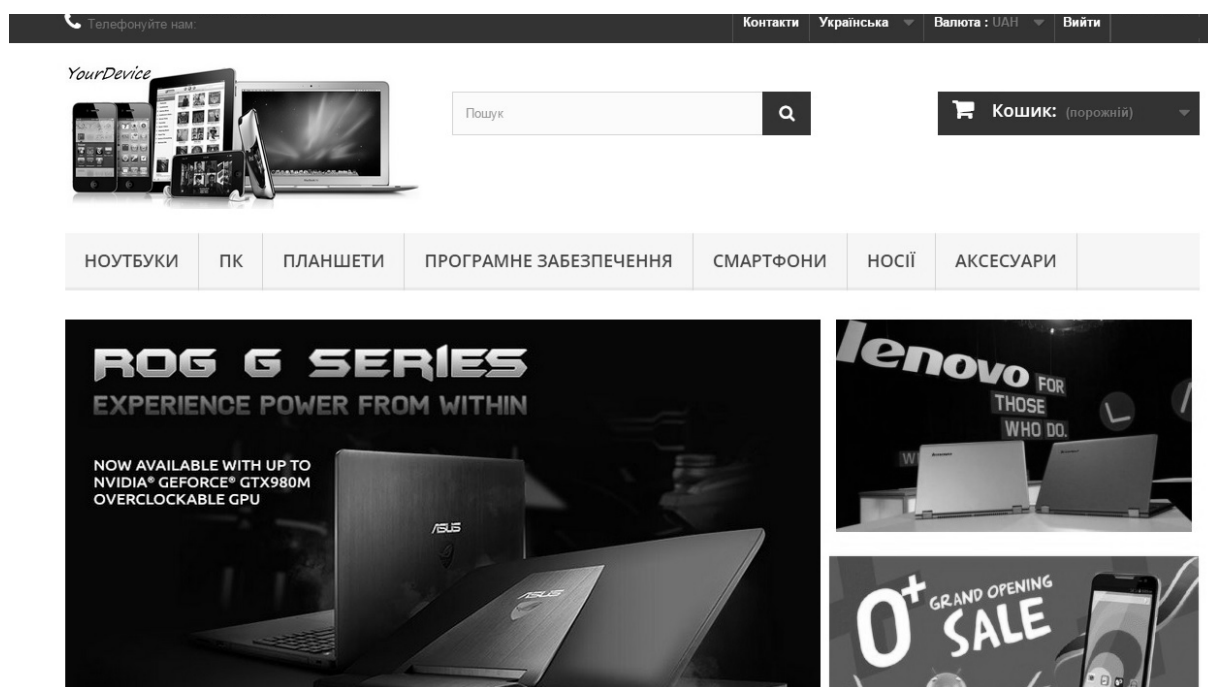 Телефонуйте нам:
Контакти Українська Валюта : UAH Вийти
YourDevice
Пошук
Кошик: (порожній)
НОУТБУКИ ПК ПЛАНШЕТИ ПРОГРАМНЕ ЗАБЕЗПЕЧЕННЯ СМАРТФОНИ НОСІЇ АКСЕСУАРИ
ROG G SERIES
EXPERIENCE POWER FROM WITHIN
NOW AVAILABLE WITH UP TO
NVIDIA® GEFORCE® GTX980M
OVERCLOCKABLE GPU
ASUS
ASUS
lenovo FOR
THOSE
WHO DO.
O+ GRAND OPENING
SALE